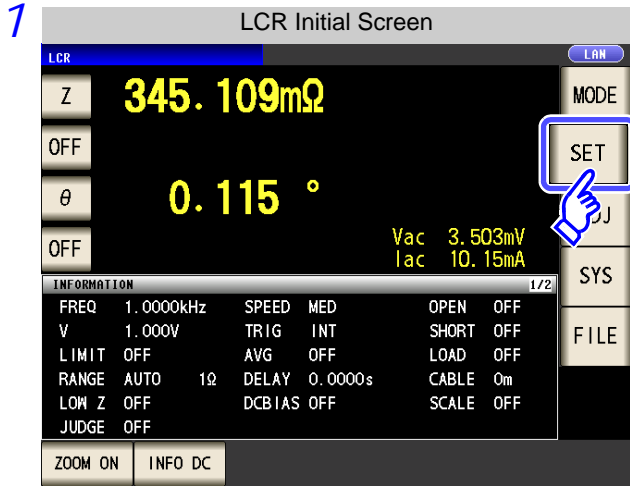 1
LCR Initial Screen
LCR
LAN
Z 345.109mΩ
MODE
OFF
SET
θ 0.115 °
OFF
Vac 3.503mV
Iac 10.15mA
SYS
INFORMATION 1/2
FREQ 1.0000kHz SPEED MED OPEN OFF
V 1.000V TRIG INT SHORT OFF
FILE
LIMIT OFF AVG OFF LOAD OFF
RANGE AUTO 1Ω DELAY 0.0000s CABLE 0m
LOW Z OFF DCBIAS OFF SCALE OFF
JUDGE OFF
ZOOM ON INFO DC